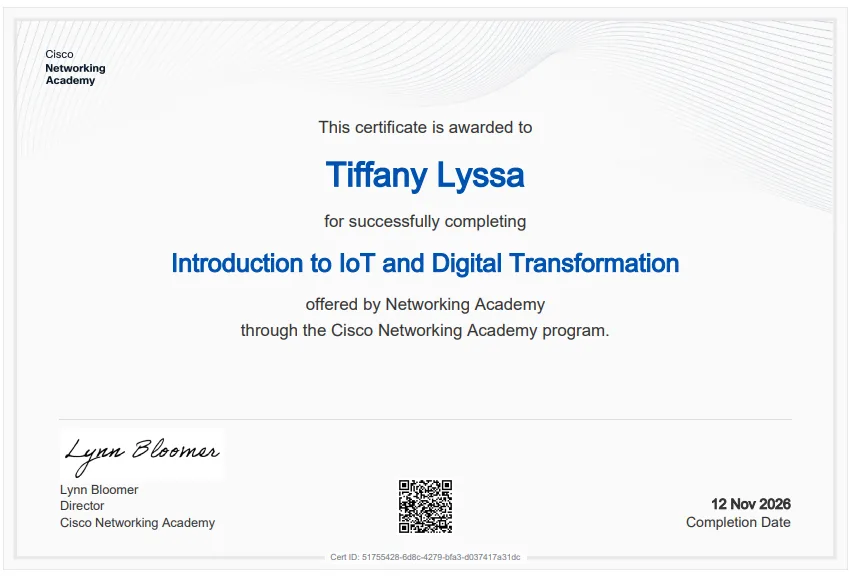 Cisco
Networking
Academy
This certificate is awarded to
Tiffany Lyssa
for successfully completing
Introduction to IoT and Digital Transformation
offered by Networking Academy
through the Cisco Networking Academy program.
Lynn Bloomer
Lynn Bloomer
Director
Cisco Networking Academy
12 Nov 2026
Completion Date
Cert ID: 51755428-6d8c-4279-bfa3-d037417a31dc